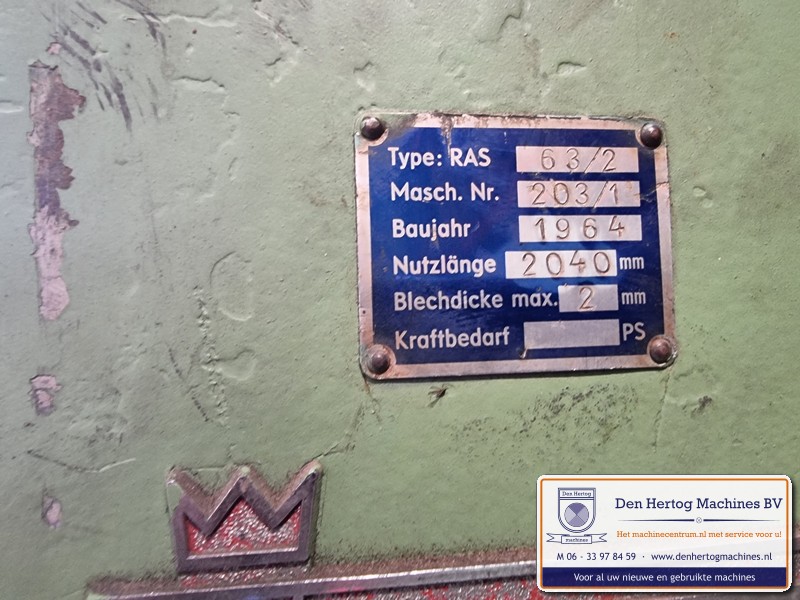 Type: RAS 63/2
Masch. Nr. 203/1
Baujahr 1964
Nutzlänge 2040 mm
Blechdicke max. 2 mm
Kraftbedarf PS
Den Hertog
machines
Den Hertog Machines BV
Het machinecentrum.nl met service voor u!
M 06 - 33 97 84 59 · www.denhertogmachines.nl
Voor al uw nieuwe en gebruikte machines